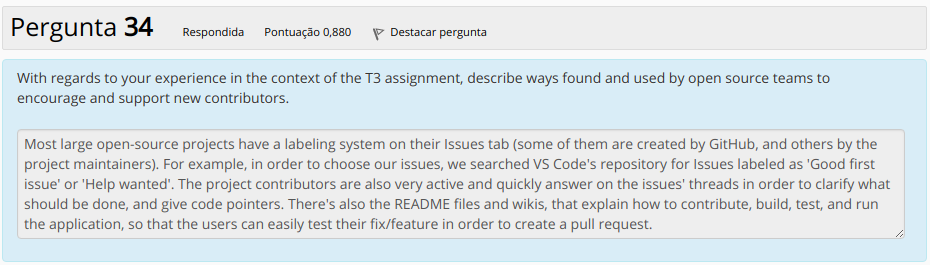 Pergunta 34 Respondida Pontuação 0,880 Destacar pergunta
With regards to your experience in the context of the T3 assignment, describe ways found and used by open source teams to
encourage and support new contributors.
Most large open-source projects have a labeling system on their Issues tab (some of them are created by GitHub, and others by the
project maintainers). For example, in order to choose our issues, we searched VS Code's repository for Issues labeled as 'Good first
issue' or 'Help wanted'. The project contributors are also very active and quickly answer on the issues' threads in order to clarify what
should be done, and give code pointers. There's also the README files and wikis, that explain how to contribute, build, test, and run
the application, so that the users can easily test their fix/feature in order to create a pull request.